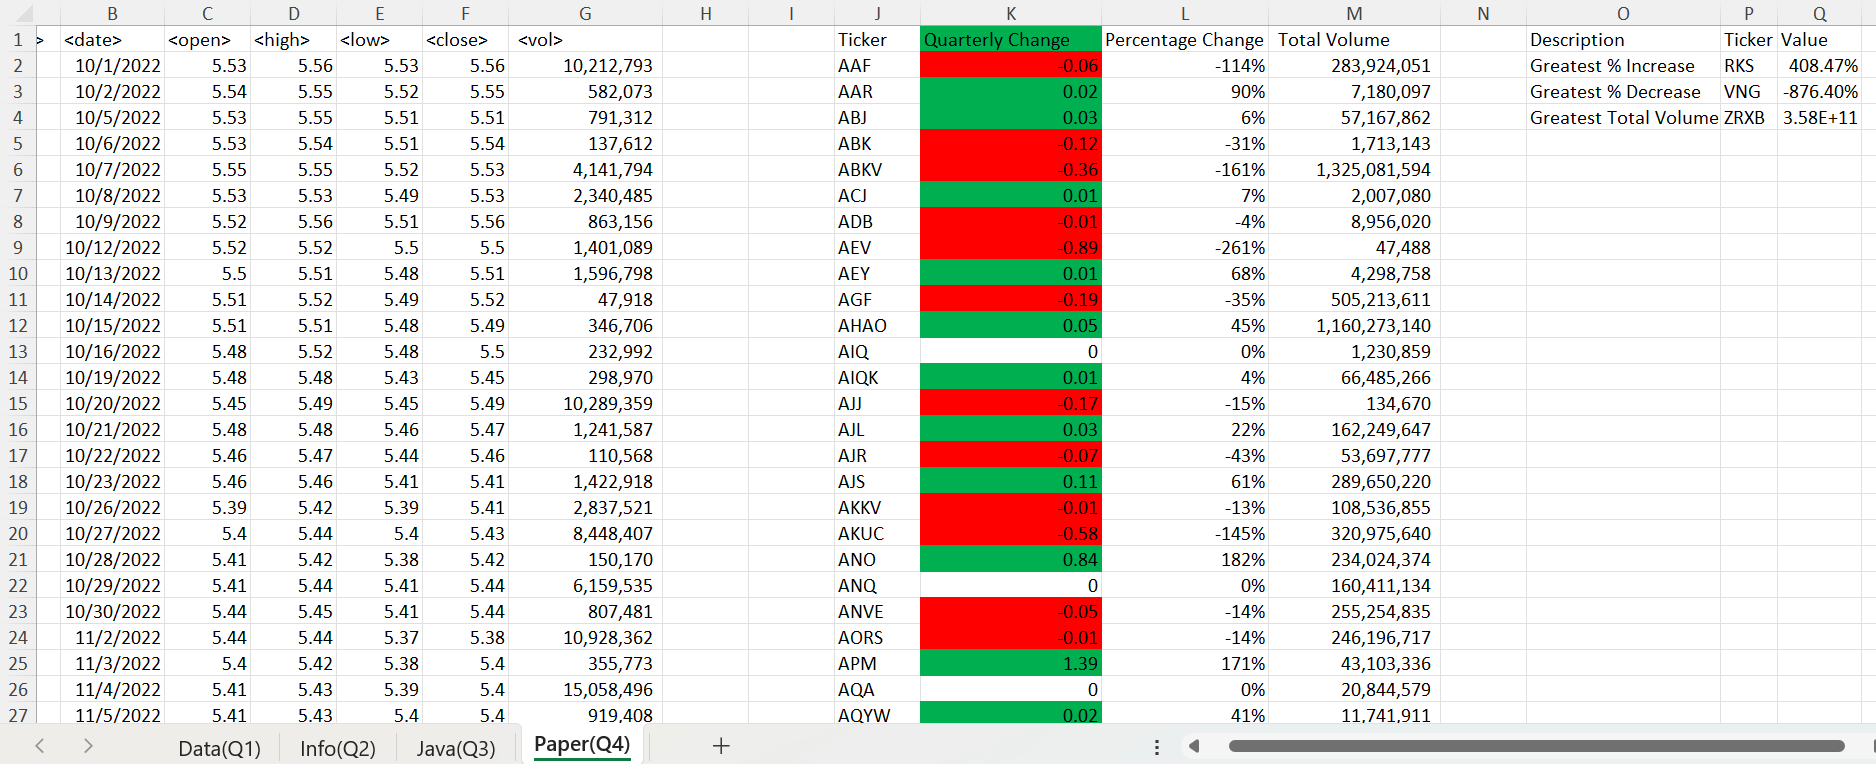 B C D E F G H I J K L M N O P Q
1 > <date> <open> <high> <low> <close> <vol> Ticker Quarterly Change Percentage Change Total Volume Description Ticker Value
2 10/1/2022 5.53 5.56 5.53 5.56 10,212,793 AAF -0.06 -114% 283,924,051 Greatest % Increase RKS 408.47%
3 10/2/2022 5.54 5.55 5.52 5.55 582,073 AAR 0.02 90% 7,180,097 Greatest % Decrease VNG -876.40%
4 10/5/2022 5.53 5.55 5.51 5.51 791,312 ABJ 0.03 6% 57,167,862 Greatest Total Volume ZRXB 3.58E+11
5 10/6/2022 5.53 5.54 5.51 5.54 137,612 ABK -0.12 -31% 1,713,143
6 10/7/2022 5.55 5.55 5.52 5.53 4,141,794 ABKV -0.36 -161% 1,325,081,594
7 10/8/2022 5.53 5.53 5.49 5.53 2,340,485 ACJ 0.01 7% 2,007,080
8 10/9/2022 5.52 5.56 5.51 5.56 863,156 ADB -0.01 -4% 8,956,020
9 10/12/2022 5.52 5.52 5.5 5.5 1,401,089 AEV -0.89 -261% 47,488
10 10/13/2022 5.5 5.51 5.48 5.51 1,596,798 AEY 0.01 68% 4,298,758
11 10/14/2022 5.51 5.52 5.49 5.52 47,918 AGF -0.19 -35% 505,213,611
12 10/15/2022 5.51 5.51 5.48 5.49 346,706 AHAO 0.05 45% 1,160,273,140
13 10/16/2022 5.48 5.52 5.48 5.5 232,992 AIQ 0 0% 1,230,859
14 10/19/2022 5.48 5.48 5.43 5.45 298,970 AIQK 0.01 4% 66,485,266
15 10/20/2022 5.45 5.49 5.45 5.49 10,289,359 AJJ -0.17 -15% 134,670
16 10/21/2022 5.48 5.48 5.46 5.47 1,241,587 AJL 0.03 22% 162,249,647
17 10/22/2022 5.46 5.47 5.44 5.46 110,568 AJR -0.07 -43% 53,697,777
18 10/23/2022 5.46 5.46 5.41 5.41 1,422,918 AJS 0.11 61% 289,650,220
19 10/26/2022 5.39 5.42 5.39 5.41 2,837,521 AKKV -0.01 -13% 108,536,855
20 10/27/2022 5.4 5.44 5.4 5.43 8,448,407 AKUC -0.58 -145% 320,975,640
21 10/28/2022 5.41 5.42 5.38 5.42 150,170 ANO 0.84 182% 234,024,374
22 10/29/2022 5.41 5.44 5.41 5.44 6,159,535 ANQ 0 0% 160,411,134
23 10/30/2022 5.44 5.45 5.41 5.44 807,481 ANVE -0.05 -14% 255,254,835
24 11/2/2022 5.44 5.44 5.37 5.38 10,928,362 AORS -0.01 -14% 246,196,717
25 11/3/2022 5.4 5.42 5.38 5.4 355,773 APM 1.39 171% 43,103,336
26 11/4/2022 5.41 5.43 5.39 5.4 15,058,496 AQA 0 0% 20,844,579
27 11/5/2022 5.41 5.43 5.4 5.4 919,408 AQYW 0.02 41% 11,741,911
Data(Q1) Info(Q2) Java(Q3) Paper(Q4)